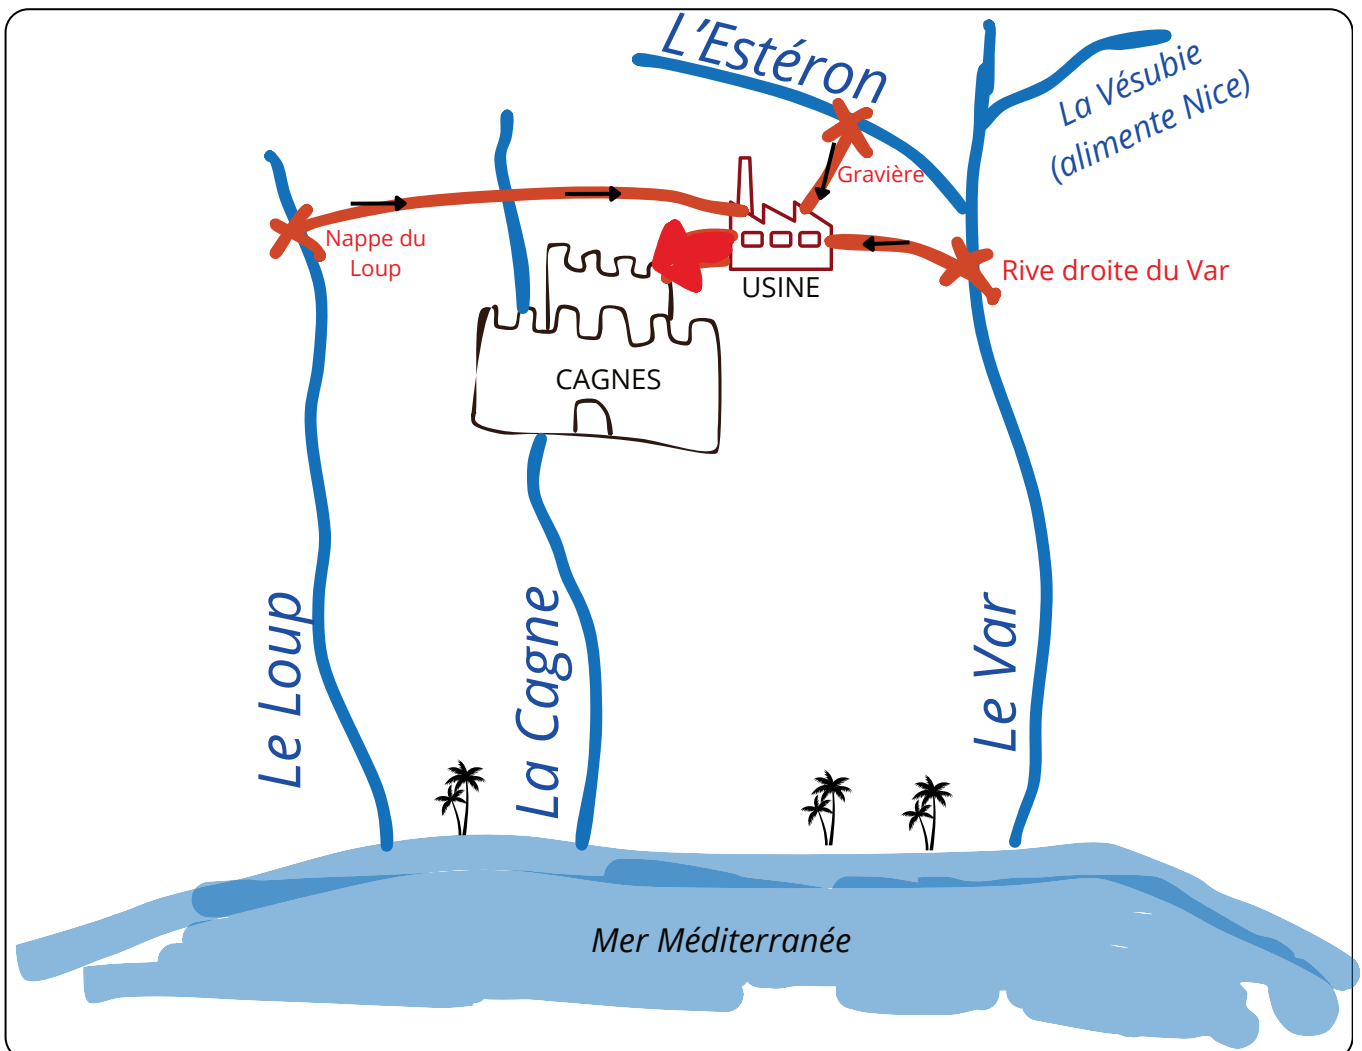 L'Estéron
La Vésubie
(alimente Nice)
Gravière
Nappe du
Loup
Rive droite du Var
USINE
CAGNES
Le Loup
La Cagne
Le Var
Mer Méditerranée